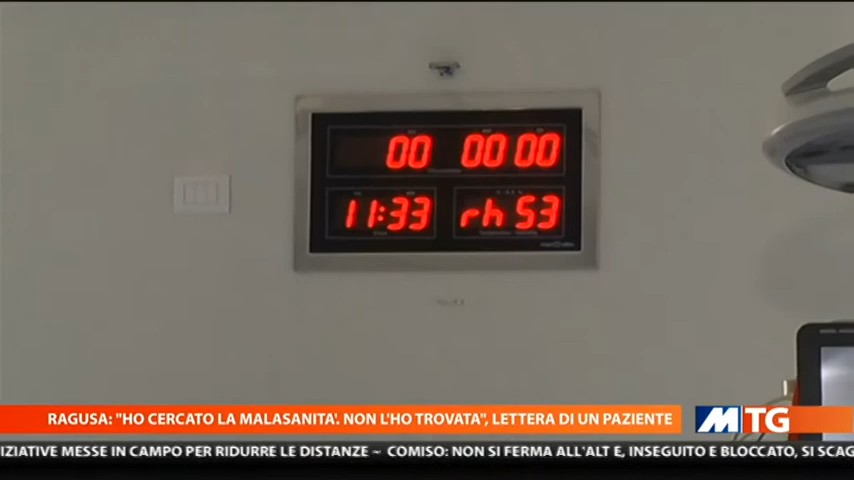 00 00 00
11:33 rh 53
RAGUSA: "HO CERCATO LA MALASANITA'. NON L'HO TROVATA", LETTERA DI UN PAZIENTE
MTG
IZIATIVE MESSE IN CAMPO PER RIDURRE LE DISTANZE ~ COMISO: NON SI FERMA ALL'ALT E, INSEGUITO E BLOCCATO, SI SCAG